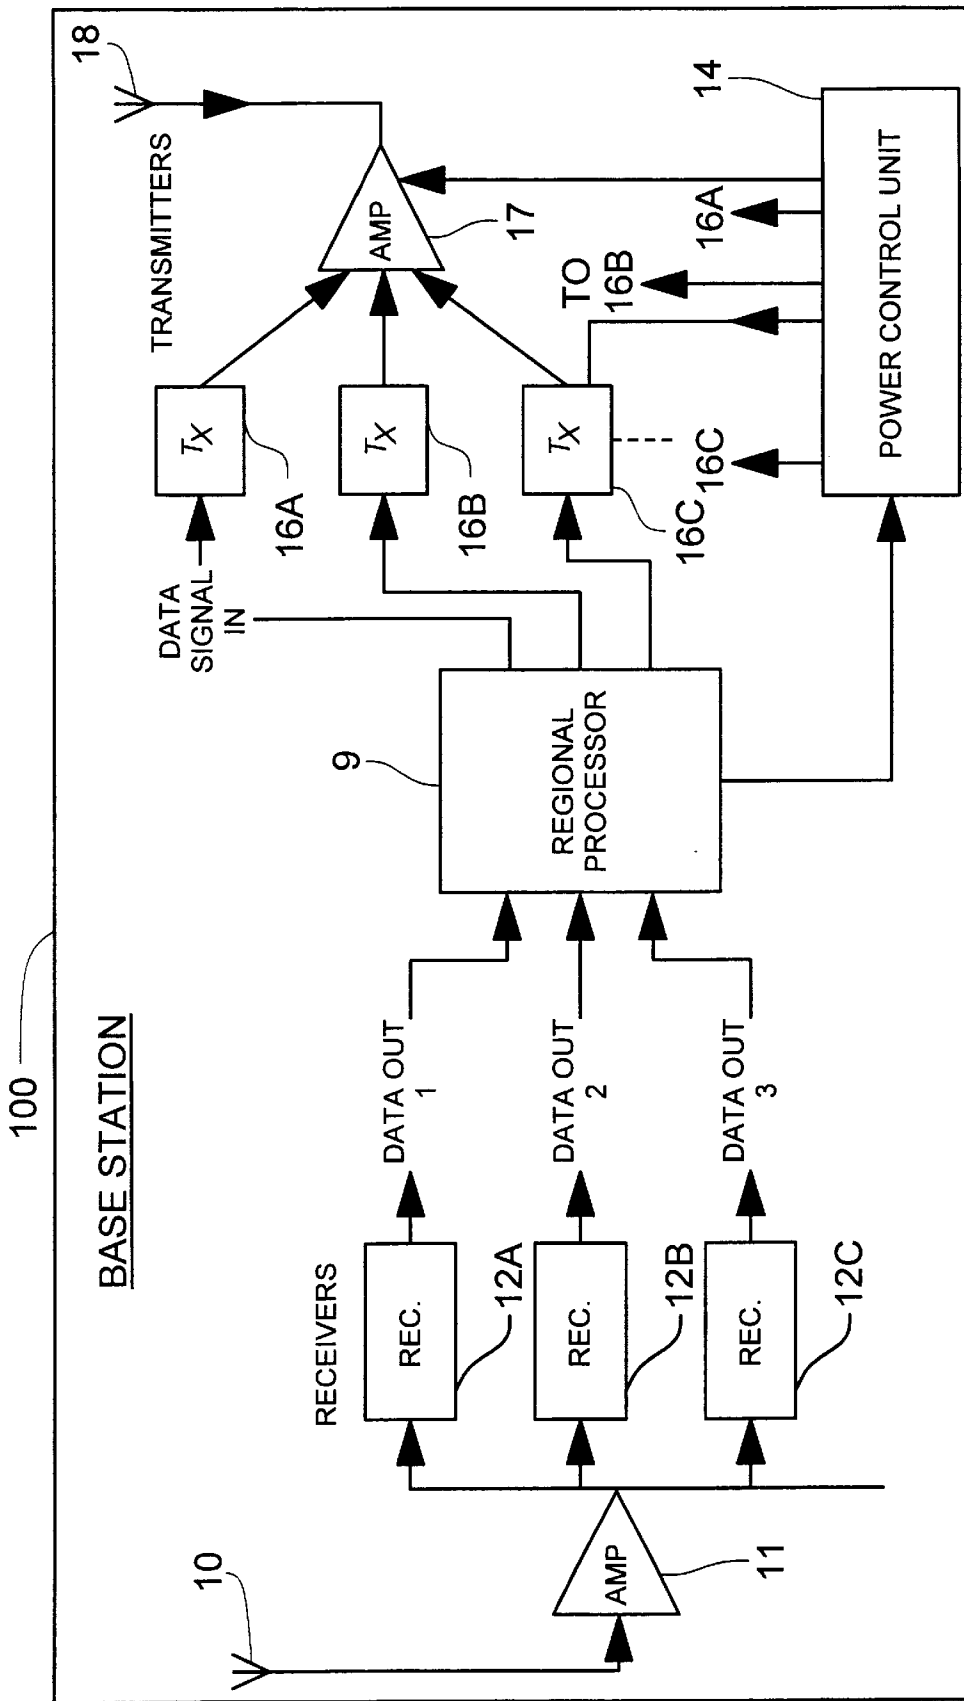 100
BASE STATION
10
AMP
11
RECEIVERS
REC.
12A
REC.
12B
REC.
12C
DATA OUT
1
DATA OUT
2
DATA OUT
3
9
REGIONAL
PROCESSOR
DATA
SIGNAL
IN
TRANSMITTERS
TX
16A
TX
16B
TX
16C
AMP
17
18
16C
TO
16B
16A
POWER CONTROL UNIT
14